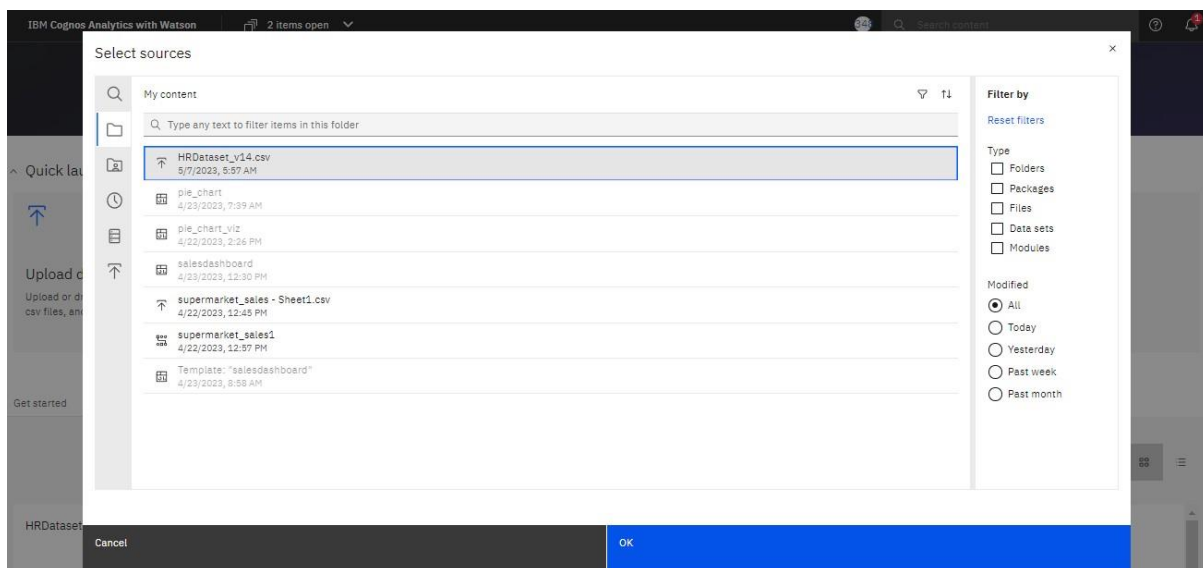 IBM Cognos Analytics with Watson
2 items open
Search content
1
Select sources
My content
Type any text to filter items in this folder
HRDataset_v14.csv
5/7/2023, 5:57 AM
pie_chart
4/23/2023, 7:39 AM
pie_chart_viz
4/22/2023, 2:26 PM
salesdashboard
4/23/2023, 12:30 PM
supermarket_sales - Sheet1.csv
4/22/2023, 12:45 PM
supermarket_sales1
4/22/2023, 12:57 PM
Template: "salesdashboard"
4/23/2023, 8:58 AM
Filter by
Reset filters
Type
Folders
Packages
Files
Data sets
Modules
Modified
All
Today
Yesterday
Past week
Past month
Quick lau
Upload d
Upload or dr
csv files, and
Get started
HRDataset
Cancel
OK